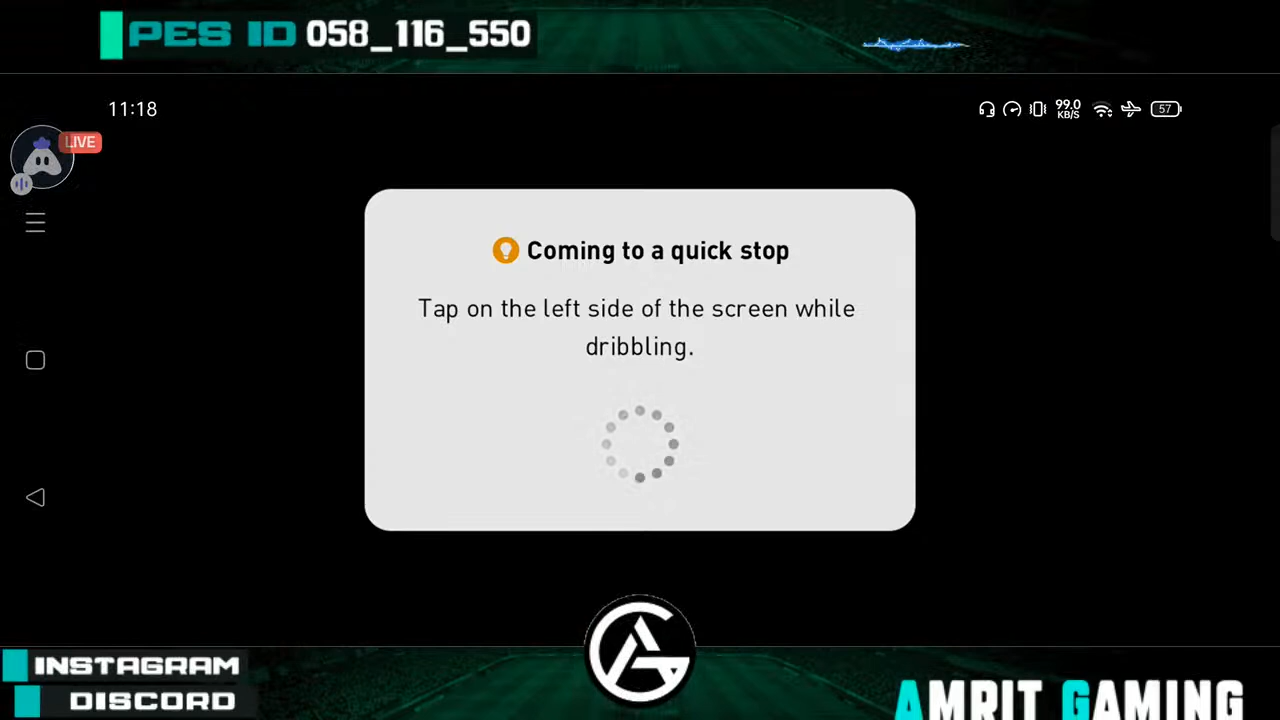 PES ID 058_116_550
11:18
99.0
KB/S
57
LIVE
Coming to a quick stop
Tap on the left side of the screen while
dribbling.
INSTAGRAM
DISCORD
AMRIT GAMING